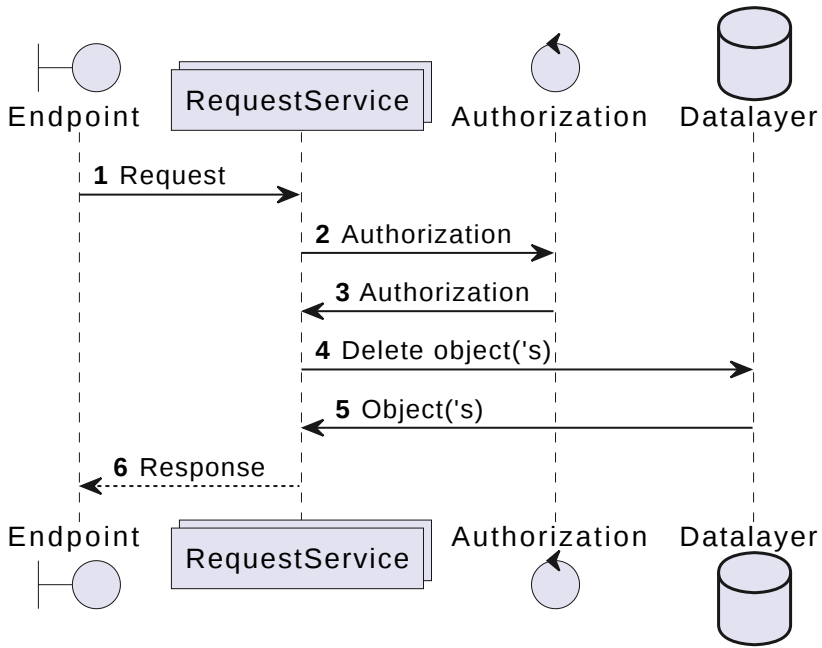 Endpoint
RequestService
Authorization
Datalayer
1 Request
2 Authorization
3 Authorization
4 Delete object('s)
5 Object('s)
6 Response
Endpoint
RequestService
Authorization
Datalayer